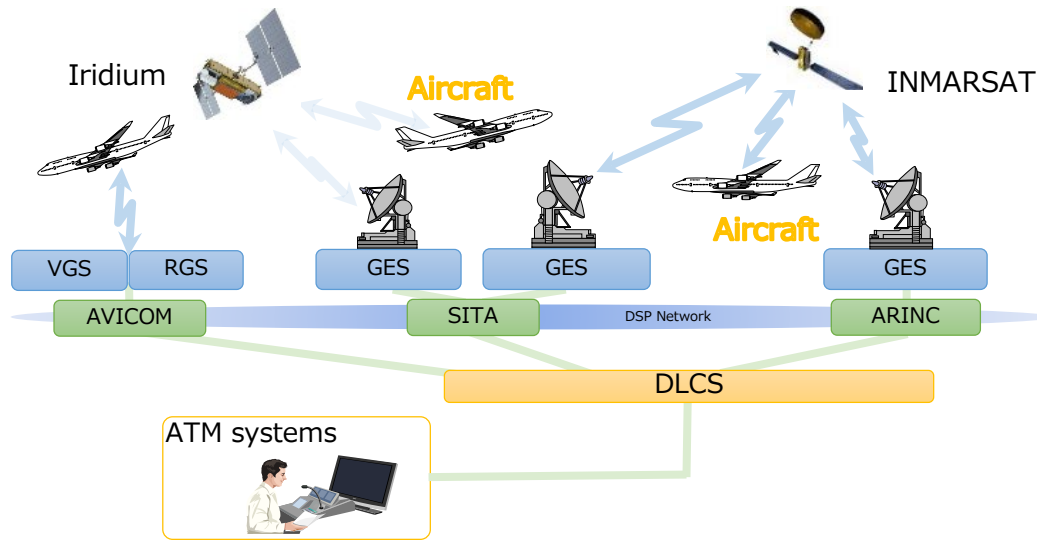 Iridium
Aircraft
INMARSAT
Aircraft
VGS
RGS
GES
GES
GES
AVICOM
SITA
DSP Network
ARINC
DLCS
ATM systems